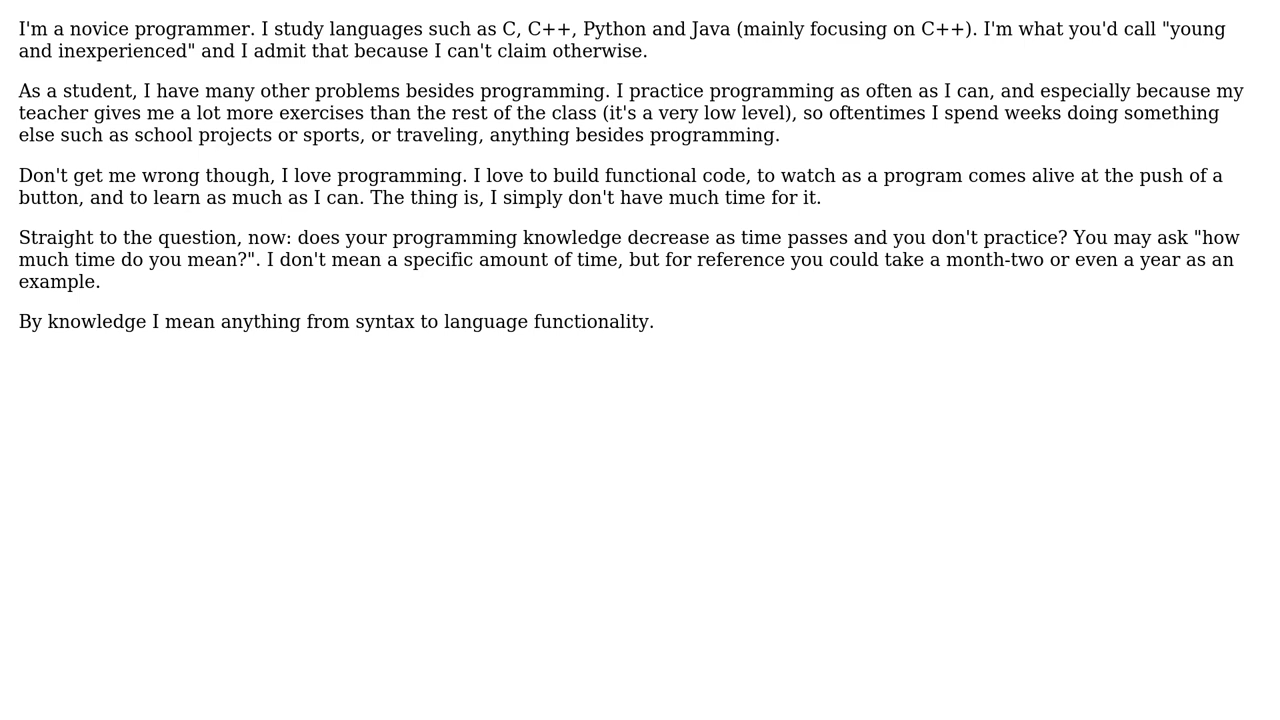 I'm a novice programmer. I study languages such as C, C++, Python and Java (mainly focusing on C++). I'm what you'd call "young
and inexperienced" and I admit that because I can't claim otherwise.
As a student, I have many other problems besides programming. I practice programming as often as I can, and especially because my
teacher gives me a lot more exercises than the rest of the class (it's a very low level), so oftentimes I spend weeks doing something
else such as school projects or sports, or traveling, anything besides programming.
Don't get me wrong though, I love programming. I love to build functional code, to watch as a program comes alive at the push of a
button, and to learn as much as I can. The thing is, I simply don't have much time for it.
Straight to the question, now: does your programming knowledge decrease as time passes and you don't practice? You may ask "how
much time do you mean?". I don't mean a specific amount of time, but for reference you could take a month-two or even a year as an
example.
By knowledge I mean anything from syntax to language functionality.